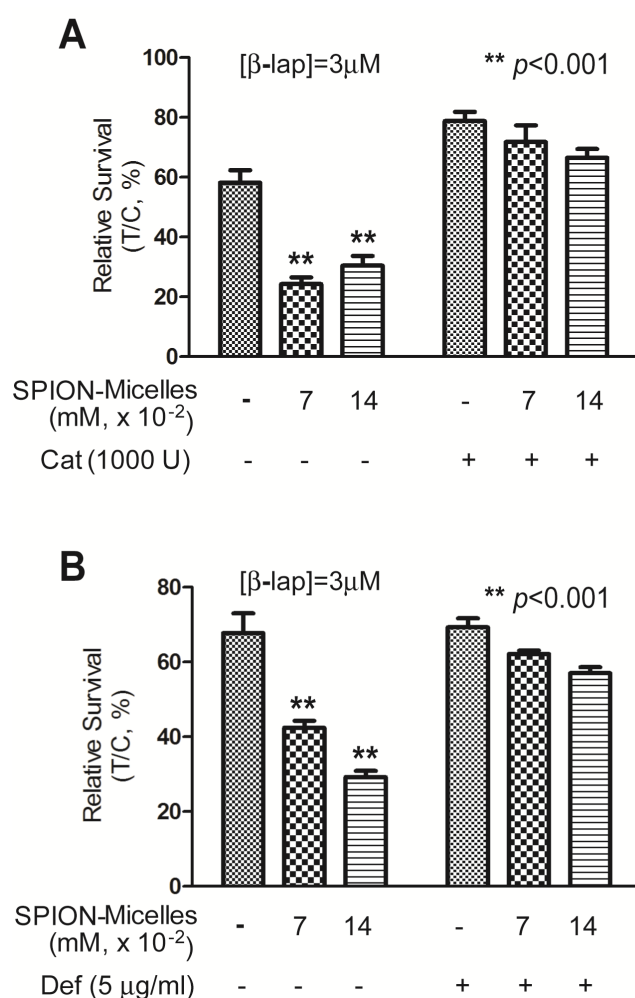 A
[β-lap]=3μM
** p<0.001
100
80
60
40
20
0
Relative Survival
(T/C, %)
** **
SPION-Micelles
(mM, x 10-2)
- 7 14 - 7 14
Cat (1000 U) - - - + + +
B
[β-lap]=3μM
** p<0.001
80
60
40
20
0
Relative Survival
(T/C, %)
** **
SPION-Micelles
(mM, x 10-2)
- 7 14 - 7 14
Def (5 μg/ml) - - - + + +